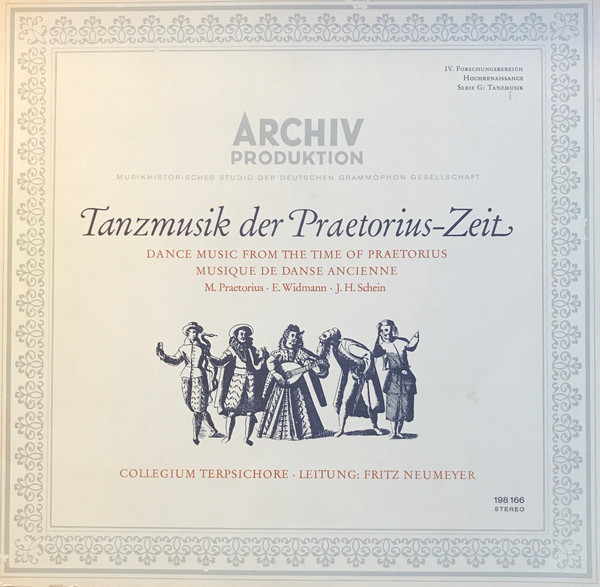 IV. Forschungsbereich
Hochrenaissance
Serie G: Tanzmusik
ARCHIV
PRODUKTION
MUSIKHISTORISCHES STUDIO DER DEUTSCHEN GRAMMOPHON GESELLSCHAFT
Tanzmusik der Praetorius-Zeit
DANCE MUSIC FROM THE TIME OF PRAETORIUS
MUSIQUE DE DANSE ANCIENNE
M. Praetorius · E. Widmann · J. H. Schein
COLLEGIUM TERPSICHORE · LEITUNG: FRITZ NEUMEYER
198 166
STEREO